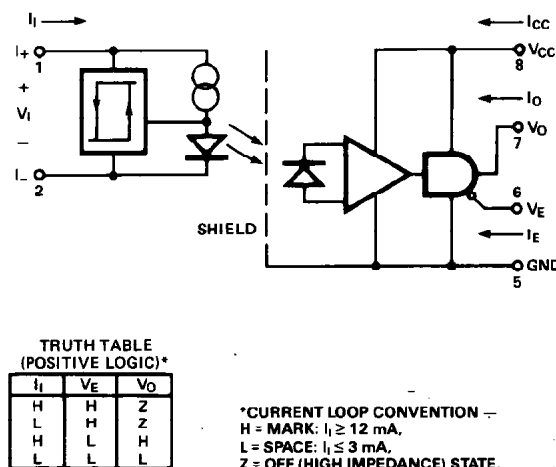 I_I
I_CC
I+
1
V_CC
8
+
V_I
−
I_O
V_O
7
I−
2
6
V_E
SHIELD
I_E
GND
5
TRUTH TABLE
(POSITIVE LOGIC)*
I_I V_E V_O
H H Z
L H Z
H L H
L L L
*CURRENT LOOP CONVENTION –
H = MARK: I_I ≥ 12 mA,
L = SPACE: I_I ≤ 3 mA,
Z = OFF (HIGH IMPEDANCE) STATE.